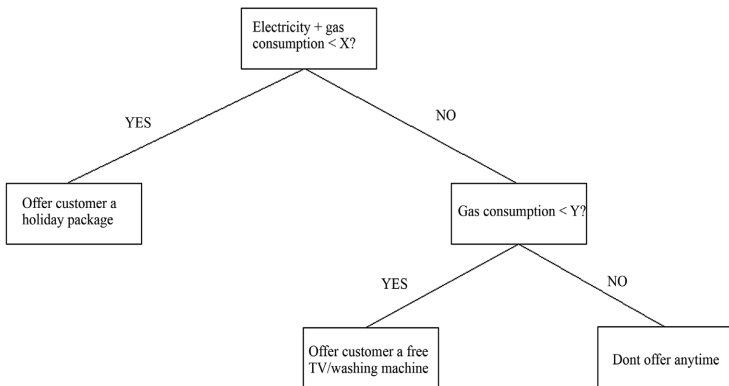 Electricity + gas
consumption < X?
YES
NO
Offer customer a
holiday package
Gas consumption < Y?
YES
NO
Offer customer a free
TV/washing machine
Dont offer anytime